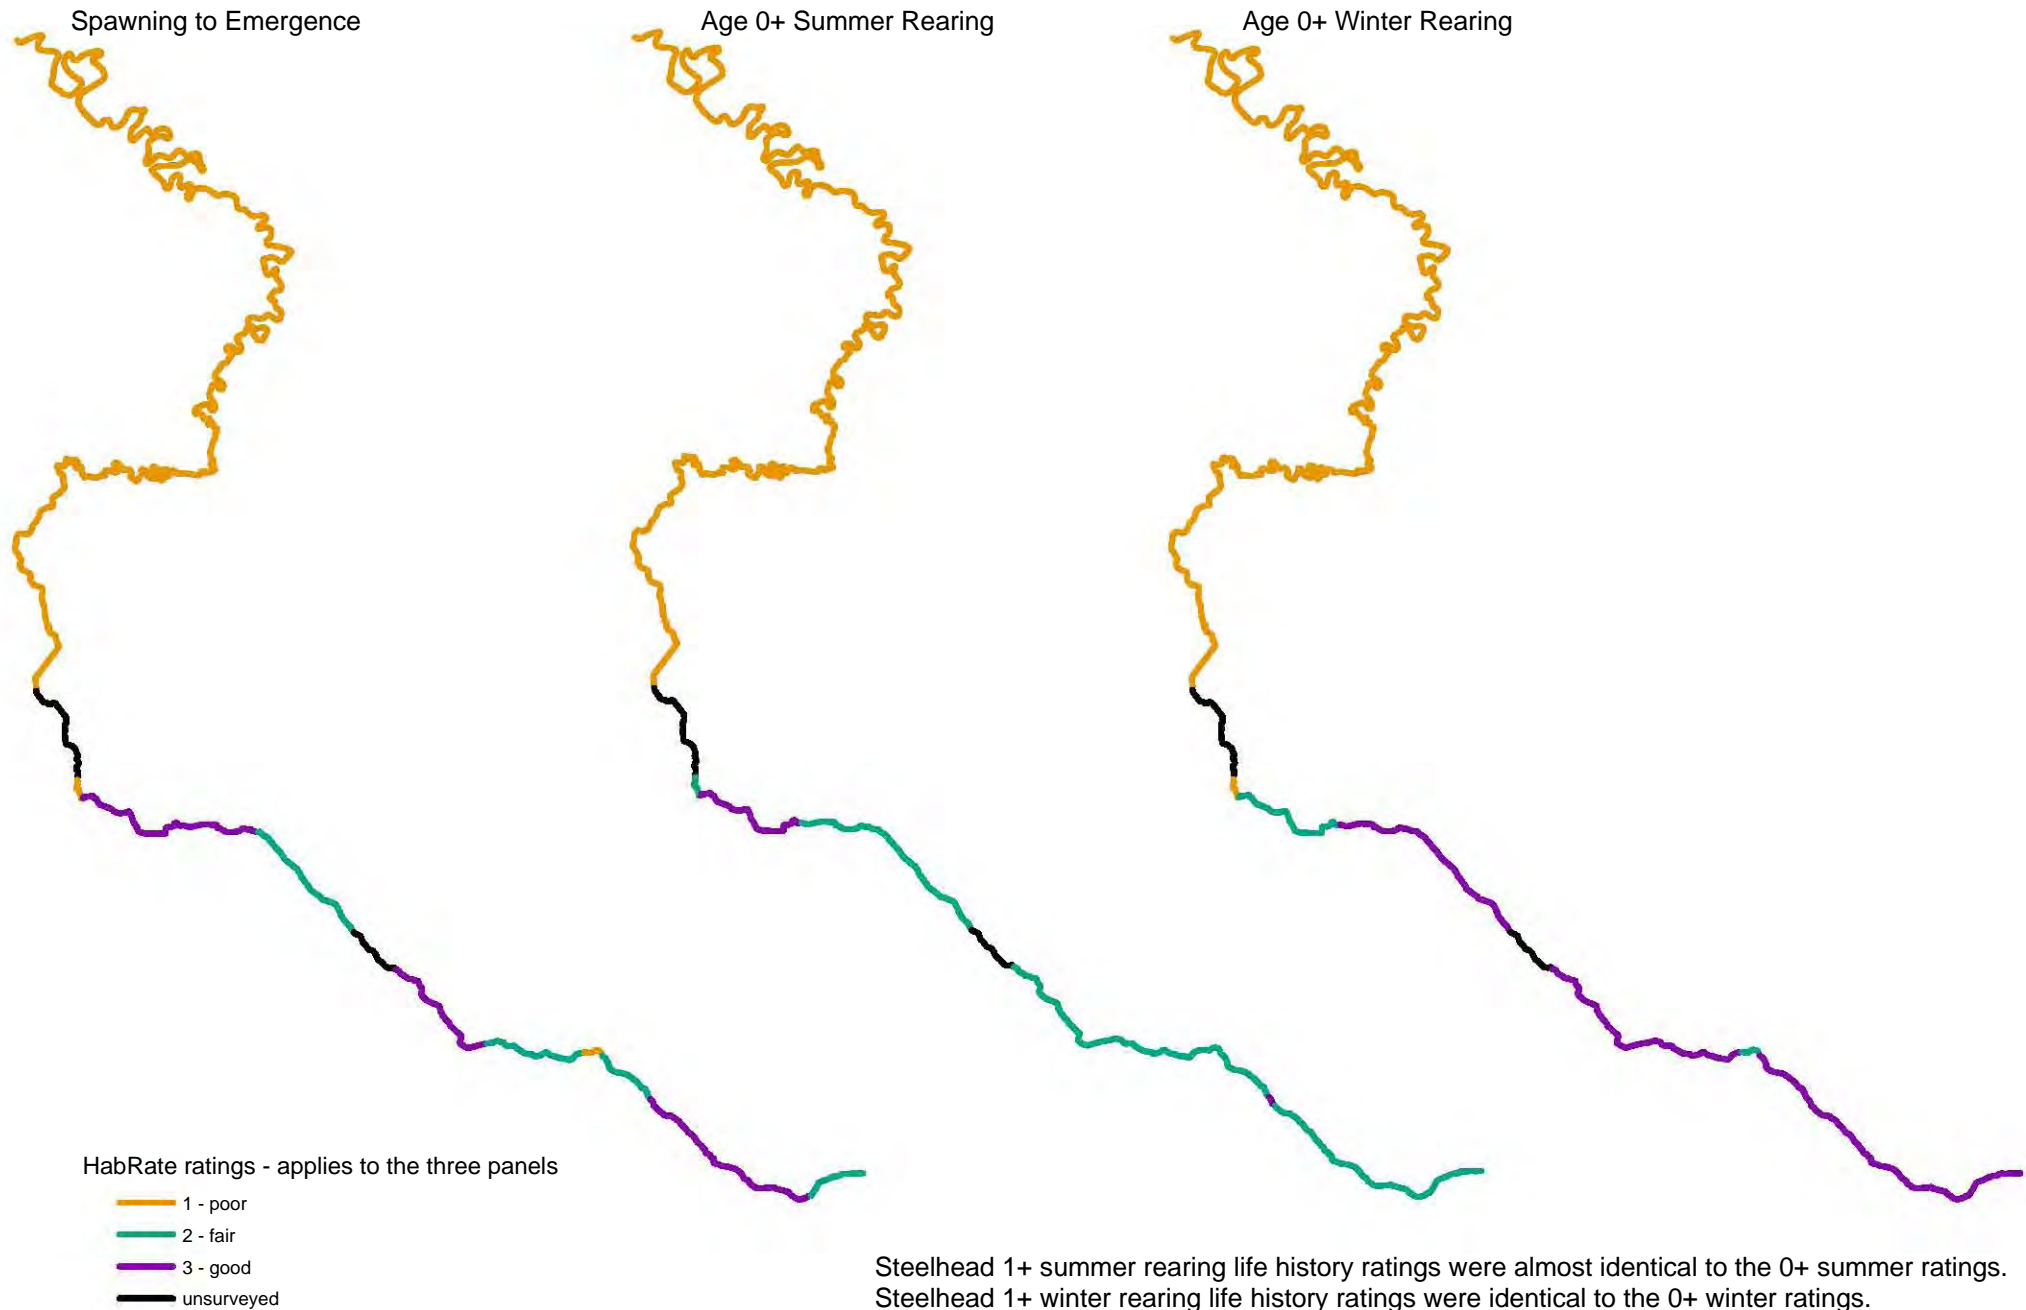 Spawning to Emergence
Age 0+ Summer Rearing
Age 0+ Winter Rearing
HabRate ratings - applies to the three panels
1 - poor
2 - fair
3 - good
unsurveyed
Steelhead 1+ summer rearing life history ratings were almost identical to the 0+ summer ratings.
Steelhead 1+ winter rearing life history ratings were identical to the 0+ winter ratings.